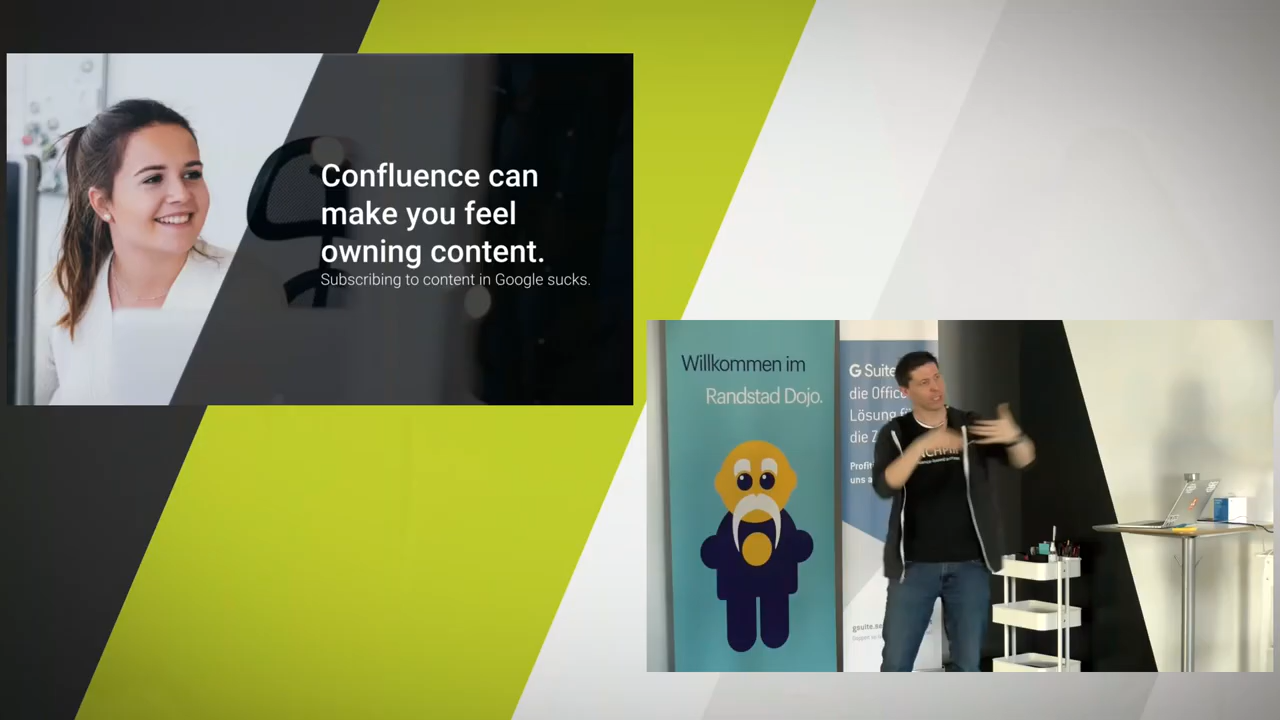 Confluence can
make you feel
owning content.
Subscribing to content in Google sucks.
Willkommen im
Randstad Dojo.
G Suite
die Office
Lösung
die
uns